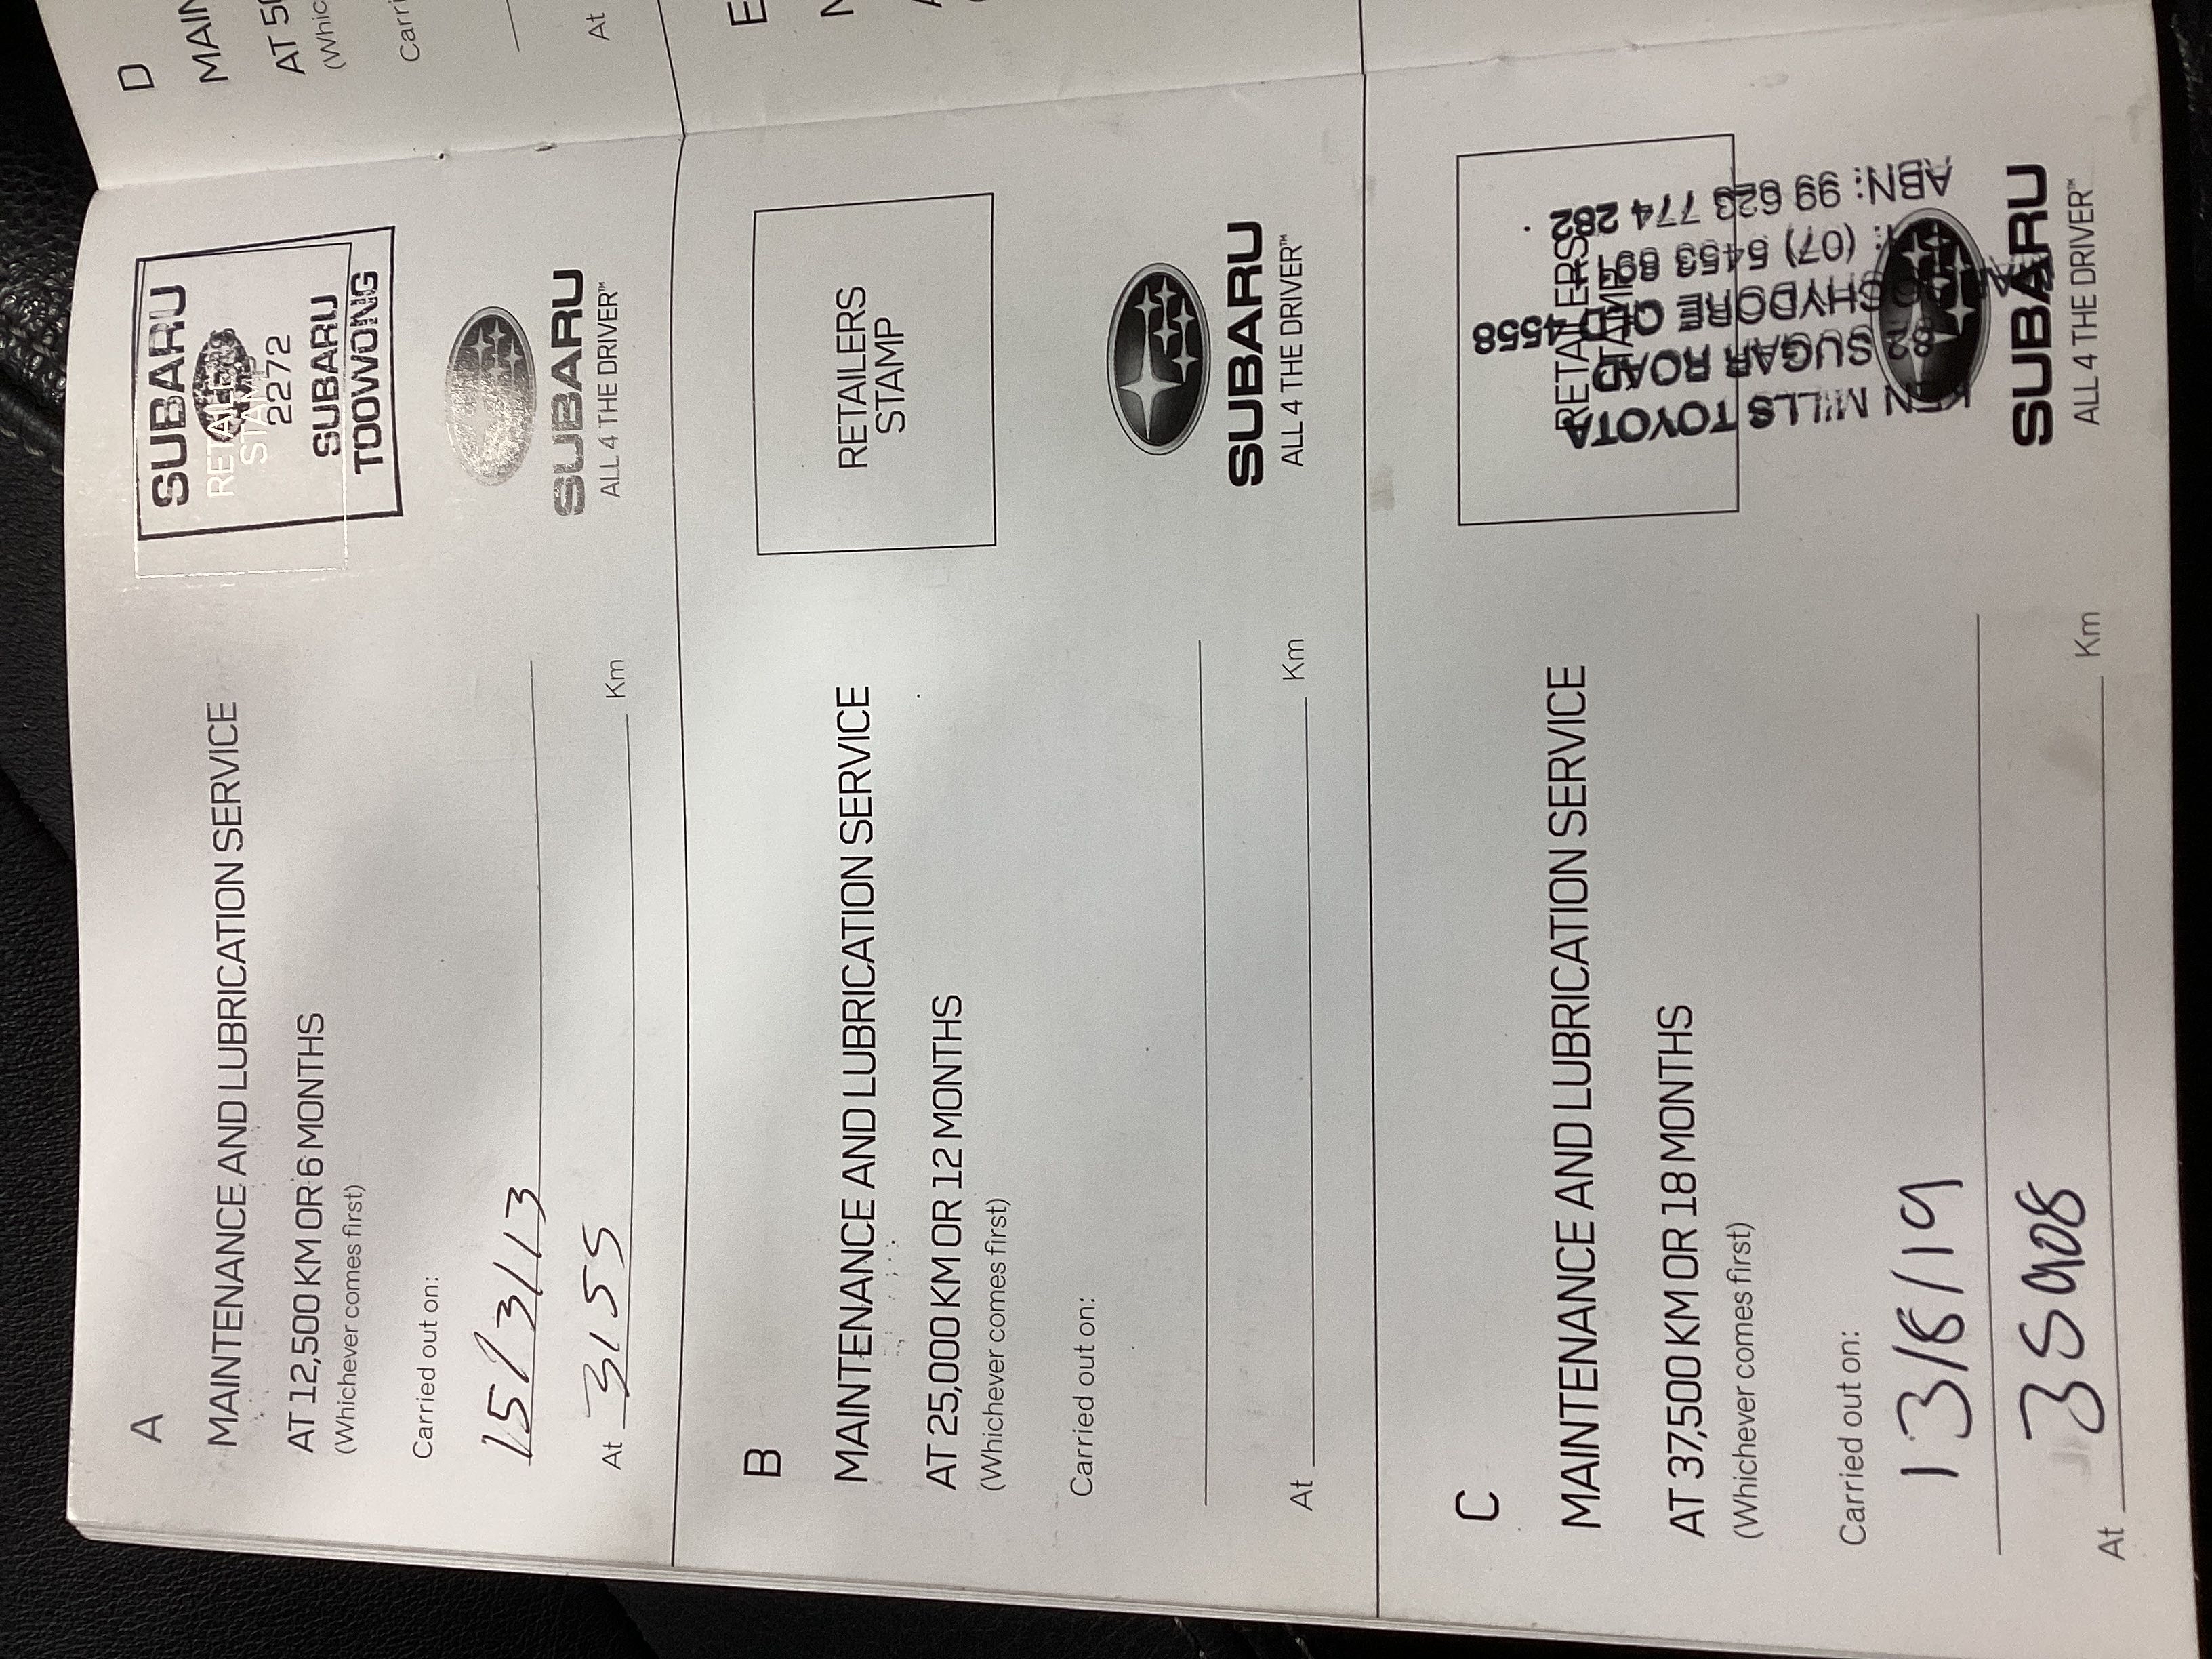 A
MAINTENANCE AND LUBRICATION SERVICE
AT 12,500 KM OR 6 MONTHS
(Whichever comes first)
Carried out on:
15/3/13
At 3155 Km
SUBARU
RETAILERS
STAMP
2272
SUBARU
TOOWONG
SUBARU
ALL 4 THE DRIVER™
B
MAINTENANCE AND LUBRICATION SERVICE
AT 25,000 KM OR 12 MONTHS
(Whichever comes first)
Carried out on:
At Km
RETAILERS
STAMP
SUBARU
ALL 4 THE DRIVER™
C
MAINTENANCE AND LUBRICATION SERVICE
AT 37,500 KM OR 18 MONTHS
(Whichever comes first)
Carried out on:
13/8/19
At 35908 Km
RETAILERS
STAMP
KEN MILLS TOYOTA
82 SUGAR ROAD
QLD 4558
(07) 5453
ABN: 99 623 774 282
SUBARU
ALL 4 THE DRIVER™
D
MAIN
AT 50
(Whic
Carri
At
E